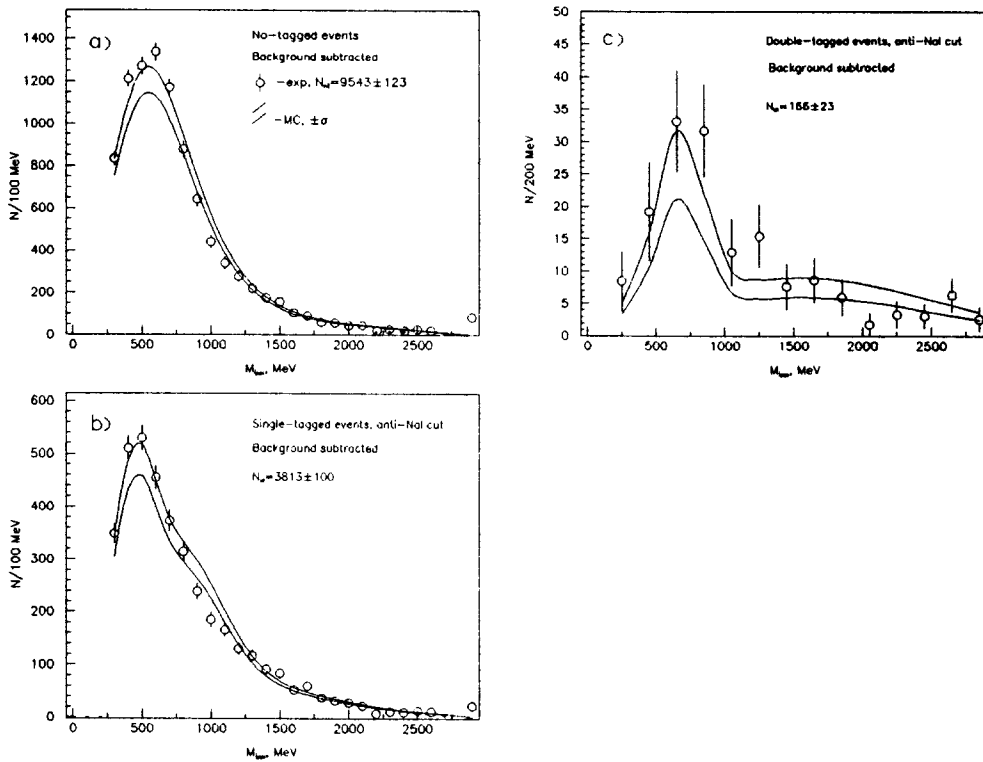 a)
No-tagged events
Background subtracted
-exp,
=9543±123
-MC, ±σ
1400
1200
1000
800
600
400
200
0
N/100 MeV
0 500 1000 1500 2000 2500
MeV
b)
Single-tagged events, anti-NaI cut
Background subtracted
=3813±100
600
500
400
300
200
100
0
N/100 MeV
0 500 1000 1500 2000 2500
MeV
c)
Double-tagged events, anti-NaI cut
Background subtracted
=166±23
50
45
40
35
30
25
20
15
10
5
0
N/200 MeV
0 500 1000 1500 2000 2500
MeV